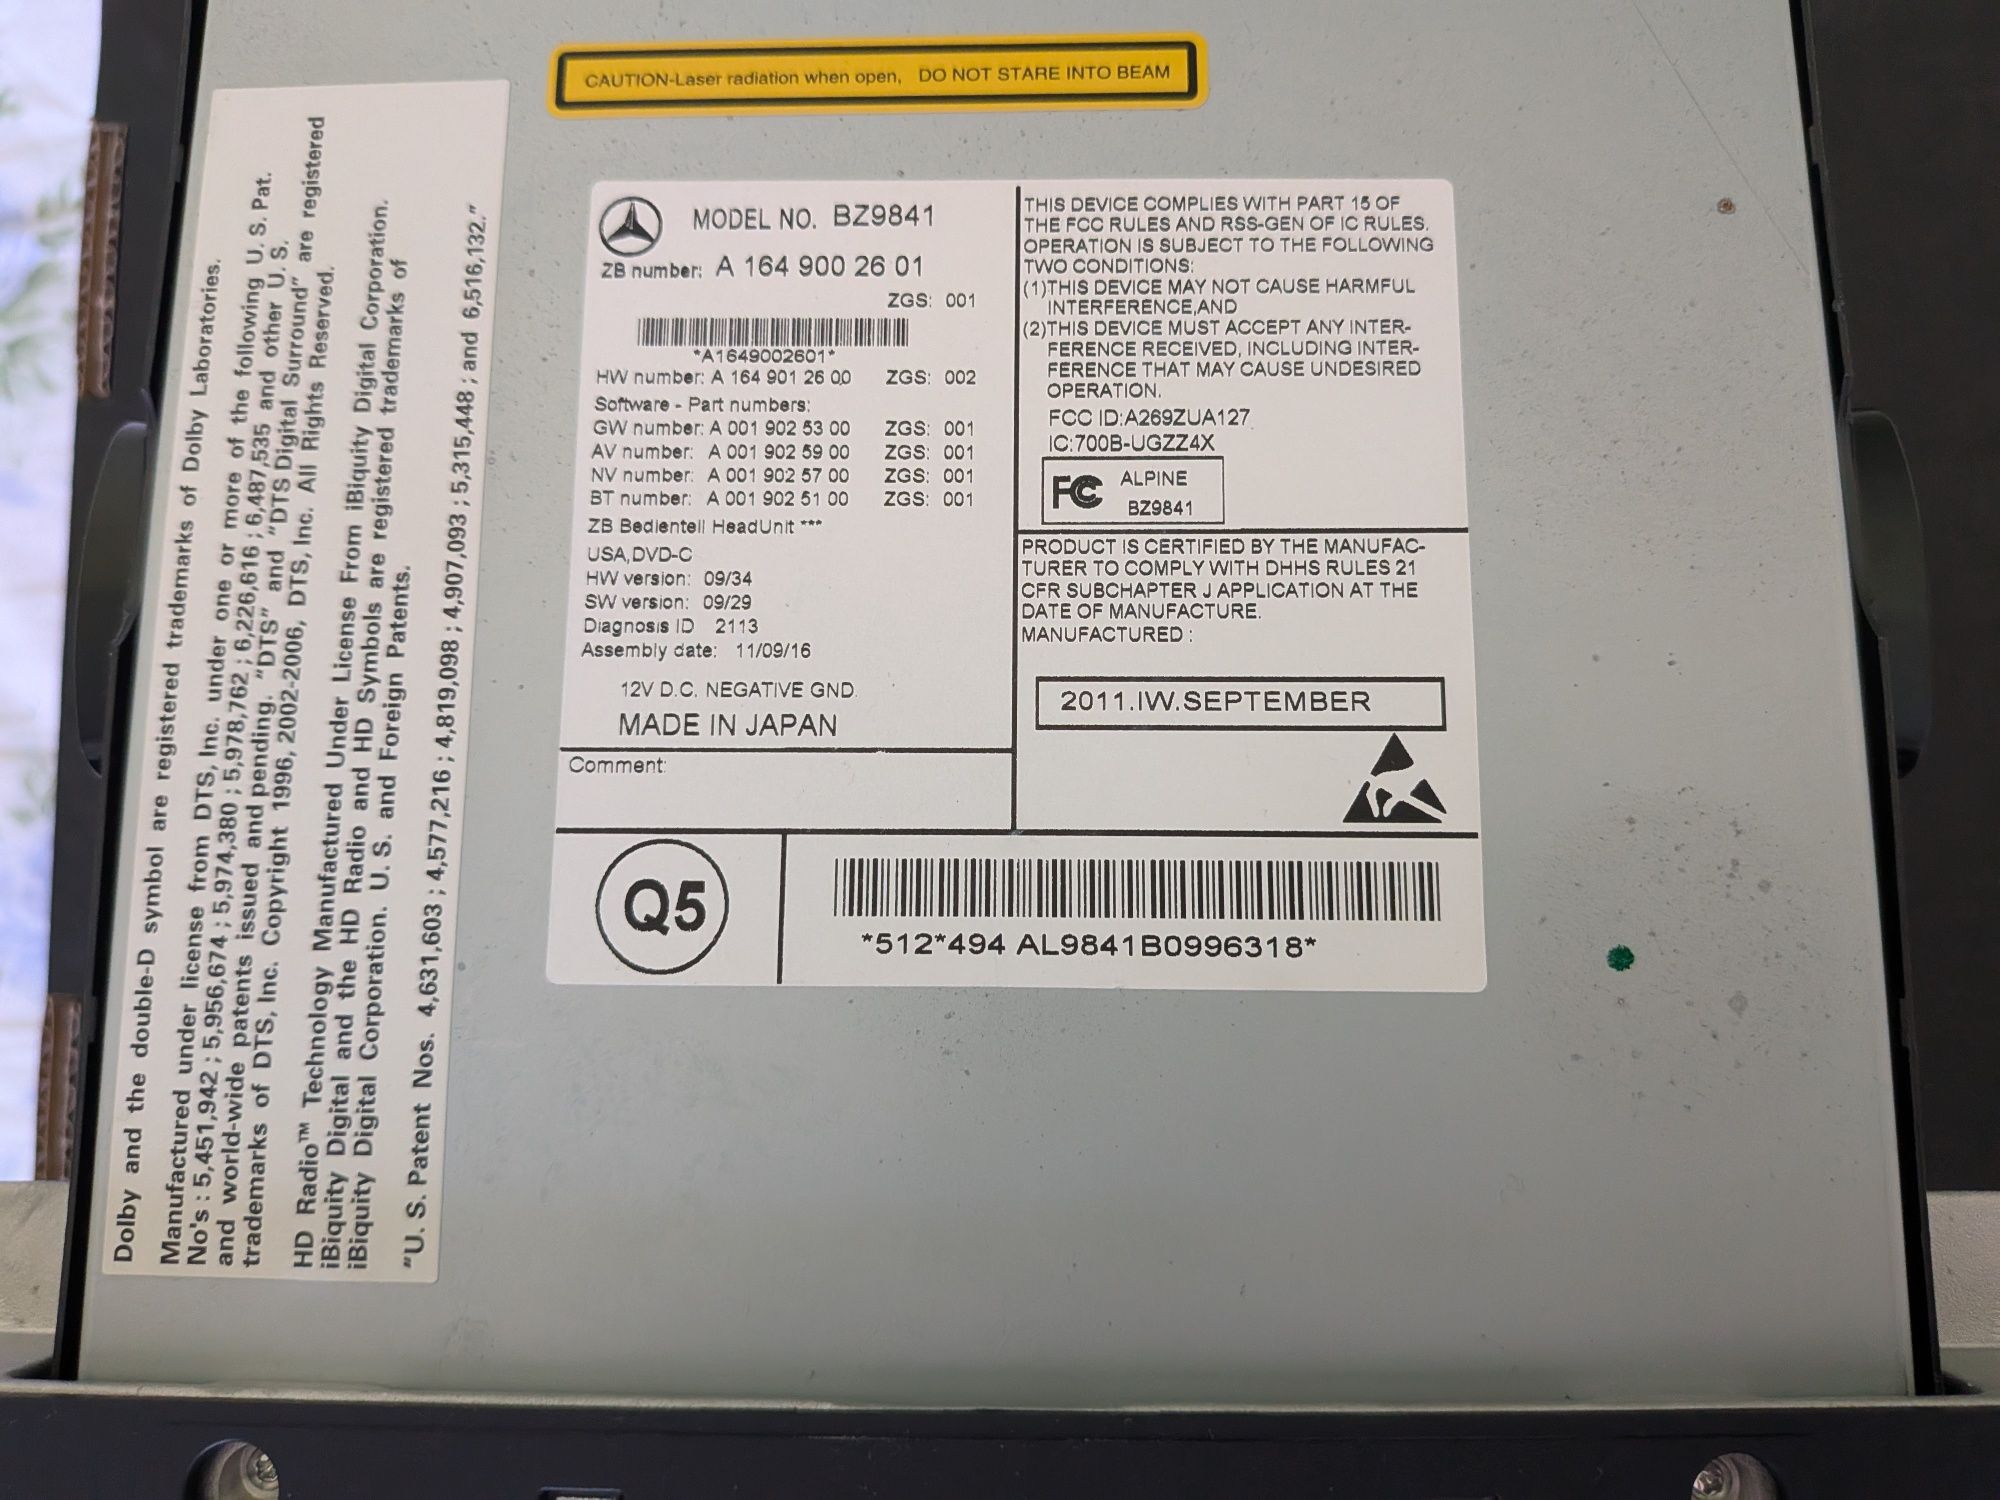 CAUTION-Laser radiation when open, DO NOT STARE INTO BEAM
MODEL NO. BZ9841
ZB number: A 164 900 26 01
ZGS: 001
*A1649002601*
HW number: A 164 901 26 00 ZGS: 002
Software - Part numbers:
GW number: A 001 902 53 00 ZGS: 001
AV number: A 001 902 59 00 ZGS: 001
NV number: A 001 902 57 00 ZGS: 001
BT number: A 001 902 51 00 ZGS: 001
ZB Bedienteil HeadUnit ***
USA,DVD-C
HW version: 09/34
SW version: 09/29
Diagnosis ID 2113
Assembly date: 11/09/16
12V D.C. NEGATIVE GND.
MADE IN JAPAN
Comment:
THIS DEVICE COMPLIES WITH PART 15 OF
THE FCC RULES AND RSS-GEN OF IC RULES.
OPERATION IS SUBJECT TO THE FOLLOWING
TWO CONDITIONS:
(1)THIS DEVICE MAY NOT CAUSE HARMFUL
INTERFERENCE,AND
(2)THIS DEVICE MUST ACCEPT ANY INTER-
FERENCE RECEIVED, INCLUDING INTER-
FERENCE THAT MAY CAUSE UNDESIRED
OPERATION.
FCC ID:A269ZUA127
IC:700B-UGZZ4X
FC ALPINE
BZ9841
PRODUCT IS CERTIFIED BY THE MANUFAC-
TURER TO COMPLY WITH DHHS RULES 21
CFR SUBCHAPTER J APPLICATION AT THE
DATE OF MANUFACTURE.
MANUFACTURED :
2011.IW.SEPTEMBER
Q5
*512*494 AL9841B0996318*
Dolby and the double-D symbol are registered trademarks of Dolby Laboratories.
Manufactured under license from DTS, Inc. under one or more of the following U. S. Pat.
No's : 5,451,942 ; 5,956,674 ; 5,974,380 ; 5,978,762 ; 6,226,616 ; 6,487,535 and other U. S.
and world-wide patents issued and pending. "DTS" and "DTS Digital Surround" are registered
trademarks of DTS, Inc. Copyright 1996, 2002-2006, DTS, Inc. All Rights Reserved.
HD Radio™ Technology Manufactured Under License From iBiquity Digital Corporation.
iBiquity Digital and the HD Radio and HD Symbols are registered trademarks of
iBiquity Digital Corporation. U. S. and Foreign Patents.
"U. S. Patent Nos. 4,631,603 ; 4,577,216 ; 4,819,098 ; 4,907,093 ; 5,315,448 ; and 6,516,132."